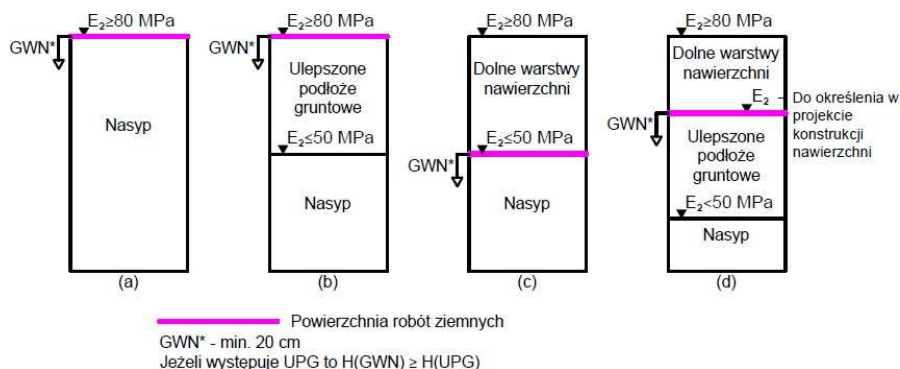 E₂≥80 MPa
GWN*
Nasyp
(a)
E₂≥80 MPa
GWN*
Ulepszone
podłoże
gruntowe
E₂≤50 MPa
Nasyp
(b)
E₂≥80 MPa
Dolne warstwy
nawierzchni
E₂≤50 MPa
GWN*
Nasyp
(c)
E₂≥80 MPa
Dolne warstwy
nawierzchni
E₂ – Do określenia w
projekcie
konstrukcji
nawierzchni
GWN*
Ulepszone
podłoże
gruntowe
E₂<50 MPa
Nasyp
(d)
Powierzchnia robót ziemnych
GWN* - min. 20 cm
Jeżeli występuje UPG to H(GWN) ≥ H(UPG)